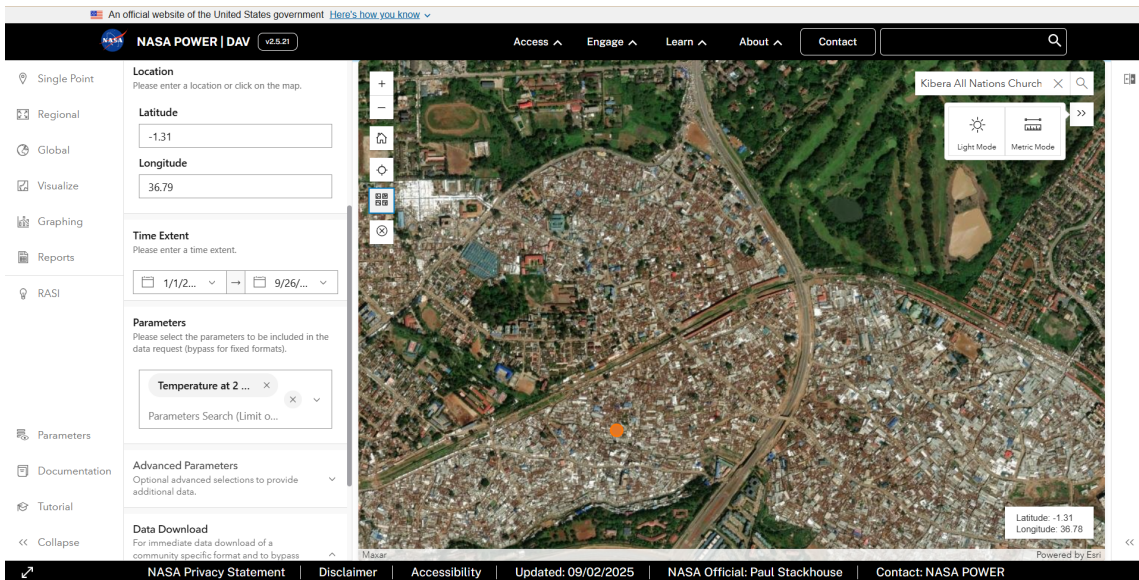 An official website of the United States government Here's how you know
NASA
NASA POWER | DAV v2.5.21
Access Engage Learn About Contact
Single Point
Regional
Global
Visualize
Graphing
Reports
RASI
Parameters
Documentation
Tutorial
<< Collapse
Location
Please enter a location or click on the map.
Latitude
-1.31
Longitude
36.79
Time Extent
Please enter a time extent.
1/1/2... → 9/26/...
Parameters
Please select the parameters to be included in the
data request (bypass for fixed formats).
Temperature at 2 ... ×
Parameters Search (Limit o...
Advanced Parameters
Optional advanced selections to provide
additional data.
Data Download
For immediate data download of a
community specific format and to bypass
+
−
Kibera All Nations Church ×
>>
Light Mode Metric Mode
Latitude: -1.31
Longitude: 36.78
Maxar Powered by Esri
<<
NASA Privacy Statement | Disclaimer | Accessibility | Updated: 09/02/2025 | NASA Official: Paul Stackhouse | Contact: NASA POWER